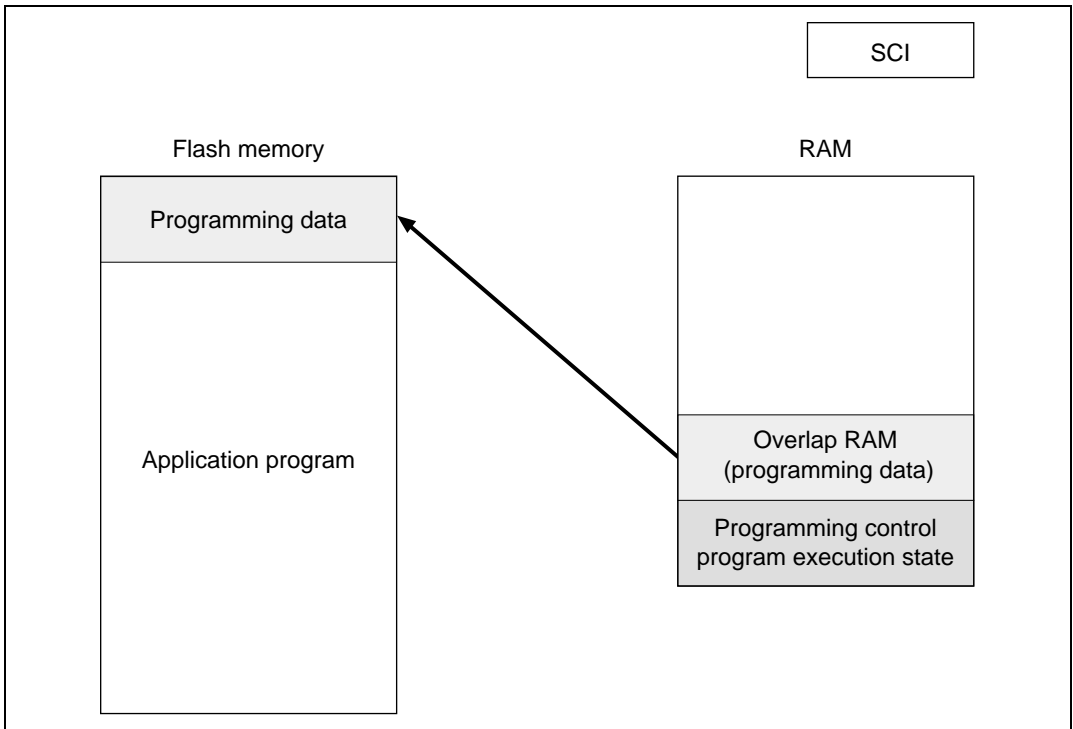 SCI
Flash memory
RAM
Programming data
Application program
Overlap RAM
(programming data)
Programming control
program execution state